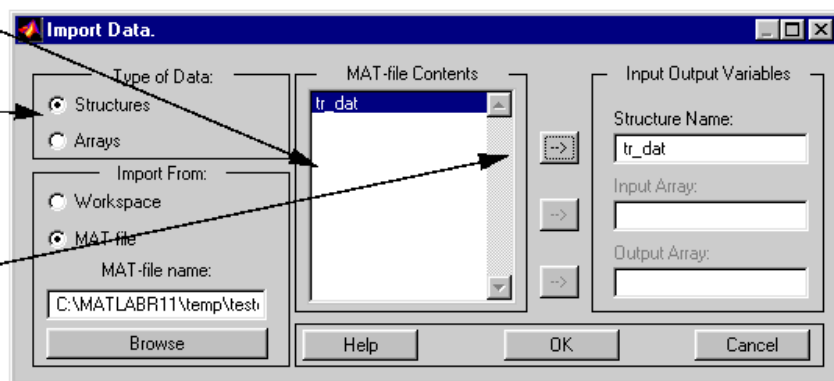 Import Data.
Type of Data:
Structures
Arrays
Import From:
Workspace
MAT-file
MAT-file name:
C:\MATLABR11\temp\test
Browse
MAT-file Contents
tr_dat
-->
-->
-->
Input Output Variables
Structure Name:
tr_dat
Input Array:
Output Array:
Help
OK
Cancel